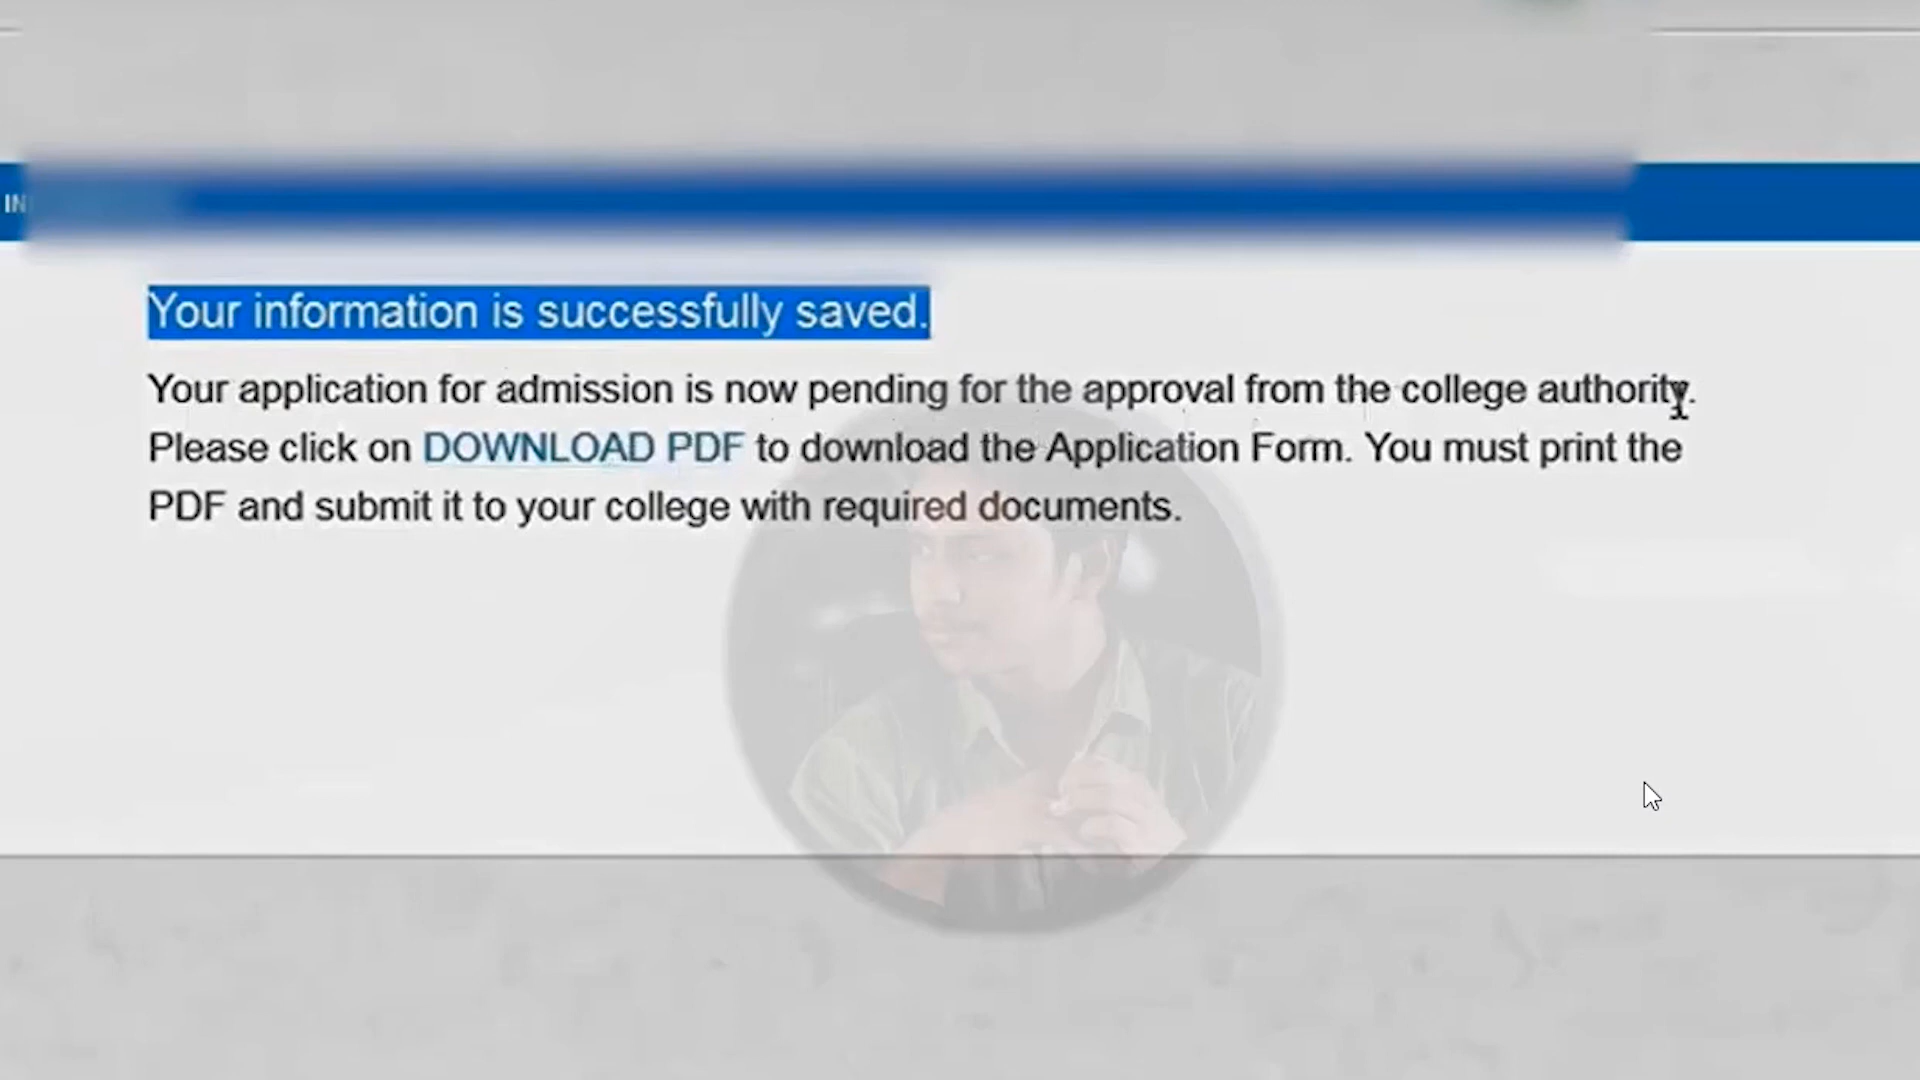 IN
Your information is successfully saved.
Your application for admission is now pending for the approval from the college authority.
Please click on DOWNLOAD PDF to download the Application Form. You must print the
PDF and submit it to your college with required documents.